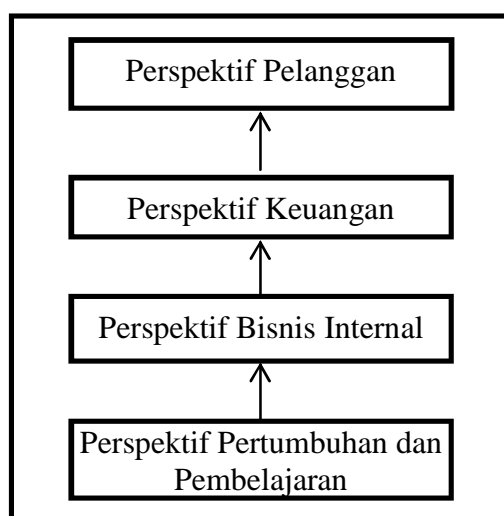 Perspektif Pelanggan
Perspektif Keuangan
Perspektif Bisnis Internal
Perspektif Pertumbuhan dan
Pembelajaran